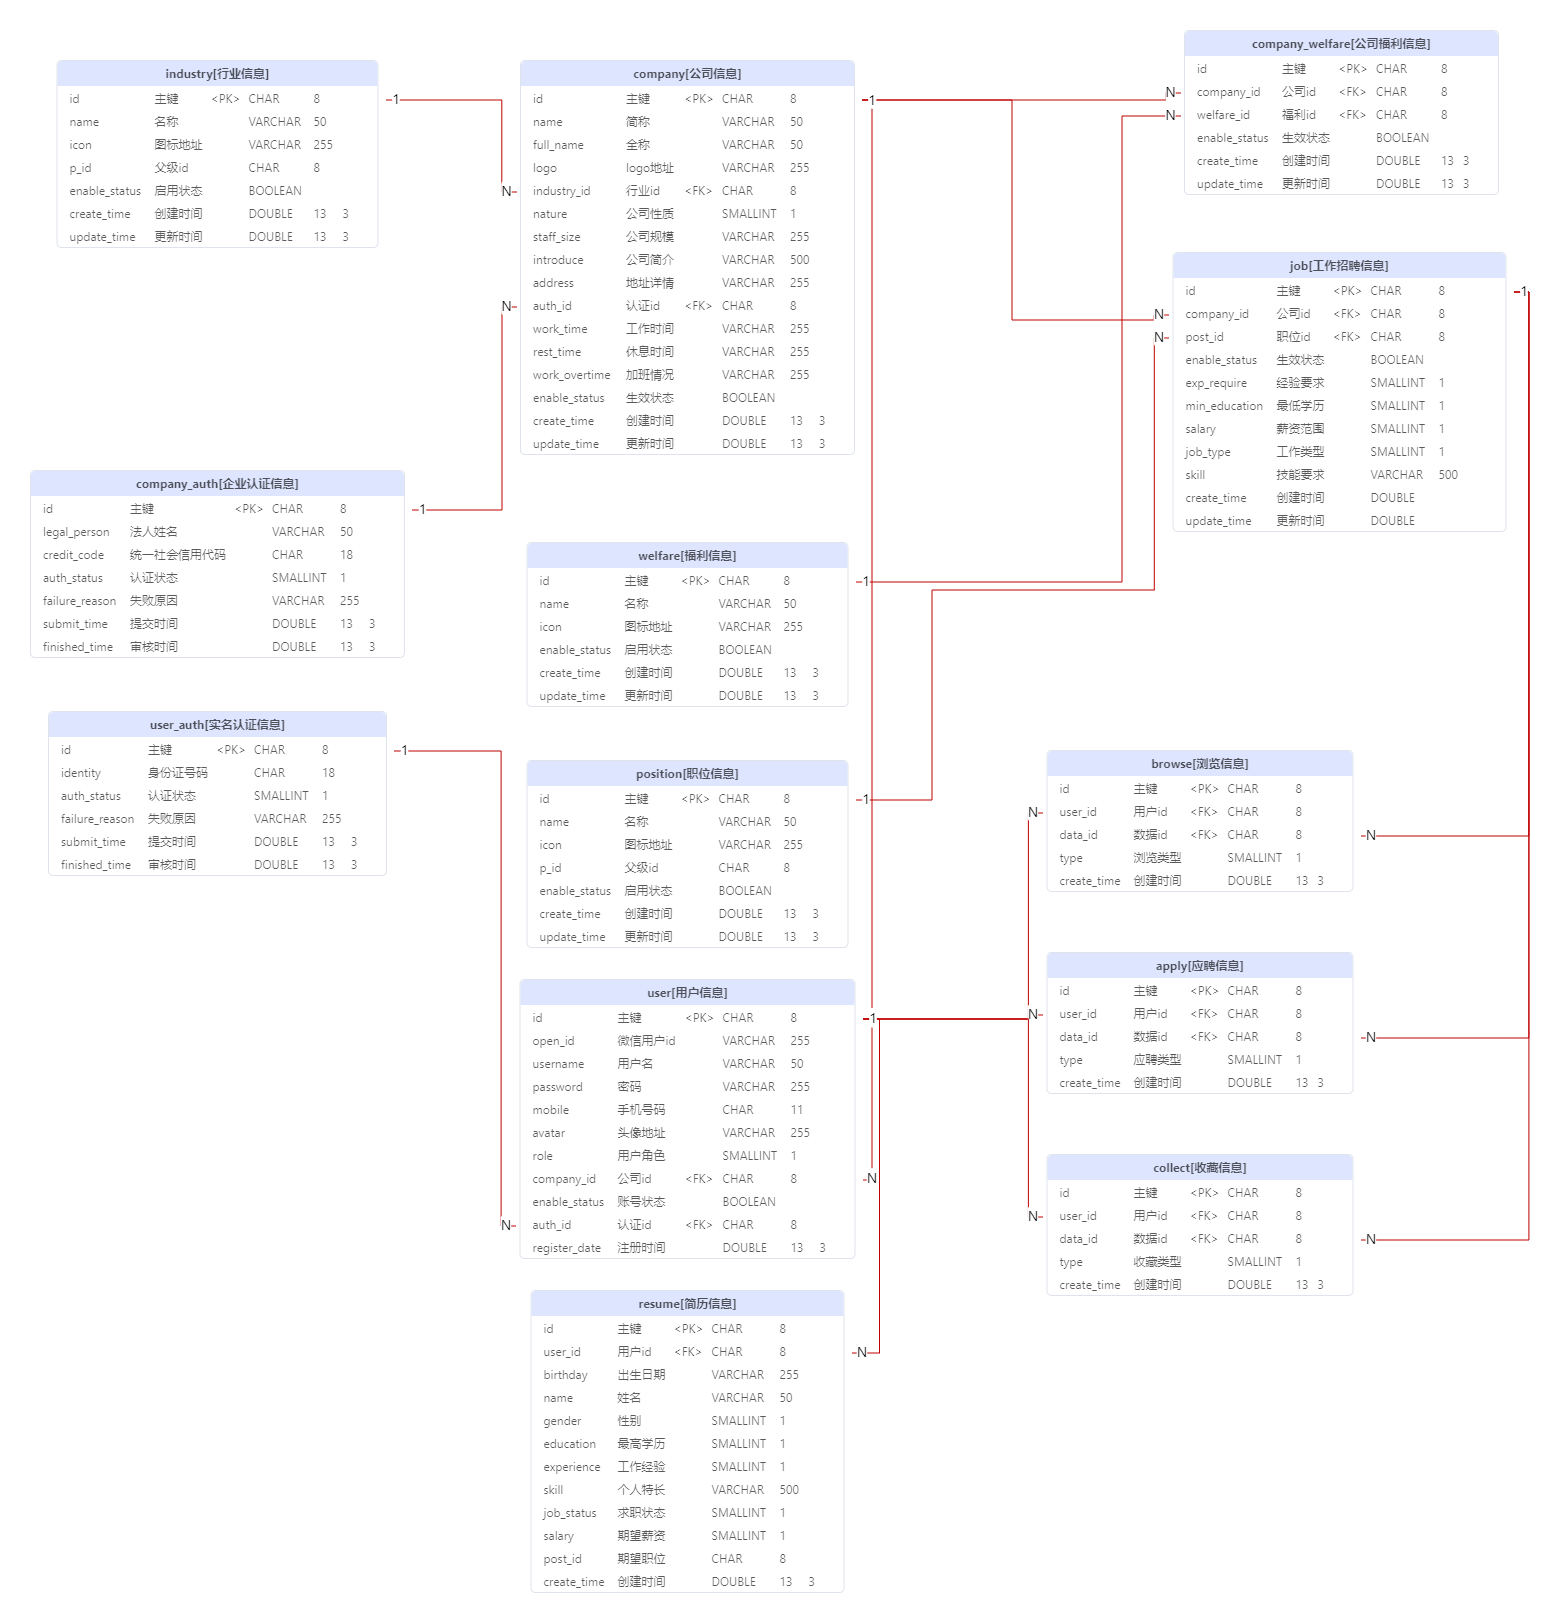 industry[行业信息]
id 主键 <PK> CHAR 8
name 名称 VARCHAR 50
icon 图标地址 VARCHAR 255
p_id 父级id CHAR 8
enable_status 启用状态 BOOLEAN
create_time 创建时间 DOUBLE 13 3
update_time 更新时间 DOUBLE 13 3
1
N
company[公司信息]
id 主键 <PK> CHAR 8
name 简称 VARCHAR 50
full_name 全称 VARCHAR 50
logo logo地址 VARCHAR 255
industry_id 行业id <FK> CHAR 8
nature 公司性质 SMALLINT 1
staff_size 公司规模 VARCHAR 255
introduce 公司简介 VARCHAR 500
address 地址详情 VARCHAR 255
auth_id 认证id <FK> CHAR 8
work_time 工作时间 VARCHAR 255
rest_time 休息时间 VARCHAR 255
work_overtime 加班情况 VARCHAR 255
enable_status 生效状态 BOOLEAN
create_time 创建时间 DOUBLE 13 3
update_time 更新时间 DOUBLE 13 3
1
N
company_welfare[公司福利信息]
id 主键 <PK> CHAR 8
company_id 公司id <FK> CHAR 8
welfare_id 福利id <FK> CHAR 8
enable_status 生效状态 BOOLEAN
create_time 创建时间 DOUBLE 13 3
update_time 更新时间 DOUBLE 13 3
N
N
job[工作招聘信息]
id 主键 <PK> CHAR 8
company_id 公司id <FK> CHAR 8
post_id 职位id <FK> CHAR 8
enable_status 生效状态 BOOLEAN
exp_require 经验要求 SMALLINT 1
min_education 最低学历 SMALLINT 1
salary 薪资范围 SMALLINT 1
job_type 工作类型 SMALLINT 1
skill 技能要求 VARCHAR 500
create_time 创建时间 DOUBLE
update_time 更新时间 DOUBLE
1
N
N
company_auth[企业认证信息]
id 主键 <PK> CHAR 8
legal_person 法人姓名 VARCHAR 50
credit_code 统一社会信用代码 CHAR 18
auth_status 认证状态 SMALLINT 1
failure_reason 失败原因 VARCHAR 255
submit_time 提交时间 DOUBLE 13 3
finished_time 审核时间 DOUBLE 13 3
1
welfare[福利信息]
id 主键 <PK> CHAR 8
name 名称 VARCHAR 50
icon 图标地址 VARCHAR 255
enable_status 启用状态 BOOLEAN
create_time 创建时间 DOUBLE 13 3
update_time 更新时间 DOUBLE 13 3
1
user_auth[实名认证信息]
id 主键 <PK> CHAR 8
identity 身份证号码 CHAR 18
auth_status 认证状态 SMALLINT 1
failure_reason 失败原因 VARCHAR 255
submit_time 提交时间 DOUBLE 13 3
finished_time 审核时间 DOUBLE 13 3
1
position[职位信息]
id 主键 <PK> CHAR 8
name 名称 VARCHAR 50
icon 图标地址 VARCHAR 255
p_id 父级id CHAR 8
enable_status 启用状态 BOOLEAN
create_time 创建时间 DOUBLE 13 3
update_time 更新时间 DOUBLE 13 3
1
browse[浏览信息]
id 主键 <PK> CHAR 8
user_id 用户id <FK> CHAR 8
data_id 数据id <FK> CHAR 8
type 浏览类型 SMALLINT 1
create_time 创建时间 DOUBLE 13 3
N
N
apply[应聘信息]
id 主键 <PK> CHAR 8
user_id 用户id <FK> CHAR 8
data_id 数据id <FK> CHAR 8
type 应聘类型 SMALLINT 1
create_time 创建时间 DOUBLE 13 3
N
N
user[用户信息]
id 主键 <PK> CHAR 8
open_id 微信用户id VARCHAR 255
username 用户名 VARCHAR 50
password 密码 VARCHAR 255
mobile 手机号码 CHAR 11
avatar 头像地址 VARCHAR 255
role 用户角色 SMALLINT 1
company_id 公司id <FK> CHAR 8
enable_status 账号状态 BOOLEAN
auth_id 认证id <FK> CHAR 8
register_date 注册时间 DOUBLE 13 3
1
N
N
collect[收藏信息]
id 主键 <PK> CHAR 8
user_id 用户id <FK> CHAR 8
data_id 数据id <FK> CHAR 8
type 收藏类型 SMALLINT 1
create_time 创建时间 DOUBLE 13 3
N
N
resume[简历信息]
id 主键 <PK> CHAR 8
user_id 用户id <FK> CHAR 8
birthday 出生日期 VARCHAR 255
name 姓名 VARCHAR 50
gender 性别 SMALLINT 1
education 最高学历 SMALLINT 1
experience 工作经验 SMALLINT 1
skill 个人特长 VARCHAR 500
job_status 求职状态 SMALLINT 1
salary 期望薪资 SMALLINT 1
post_id 期望职位 CHAR 8
create_time 创建时间 DOUBLE 13 3
N